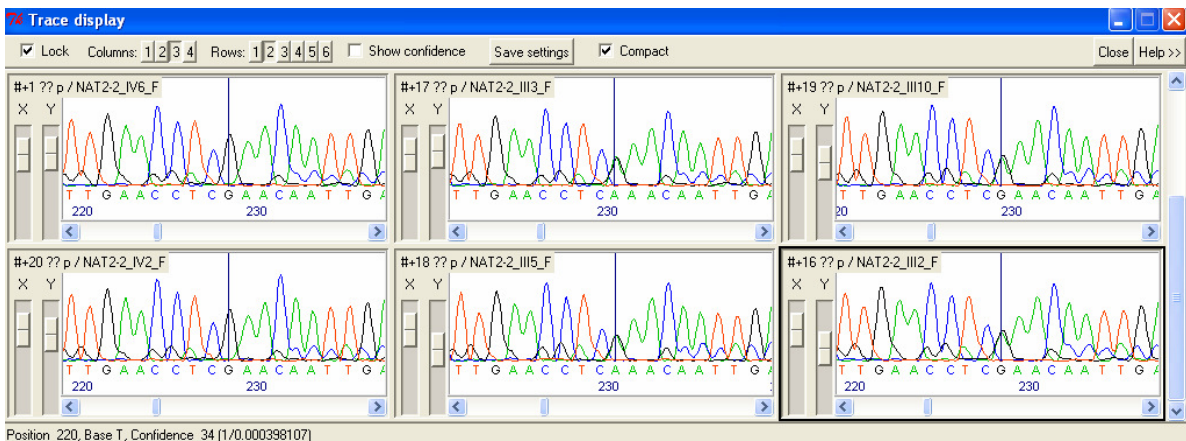 7% Trace display
Lock Columns: 1 2 3 4 Rows: 1 2 3 4 5 6 Show confidence Save settings Compact Close Help >>
#+1 ?? p / NAT2-2_IV6_F
X Y
T T G A A C C T C G A A C A A T T G A
220 230
#+17 ?? p / NAT2-2_III3_F
X Y
T T G A A C C T C A A A C A A T T G A
230
#+19 ?? p / NAT2-2_III10_F
X Y
T T G A A C C T C G A A C A A T T G A
20 230
#+20 ?? p / NAT2-2_IV2_F
X Y
T T G A A C C T C G A A C A A T T G A
220 230
#+18 ?? p / NAT2-2_III5_F
X Y
T T G A A C C T C A A A C A A T T G A
230
#+16 ?? p / NAT2-2_III2_F
X Y
T T G A A C C T C G A A C A A T T G
220 230
Position 220, Base T, Confidence 34 (1/0.000398107)